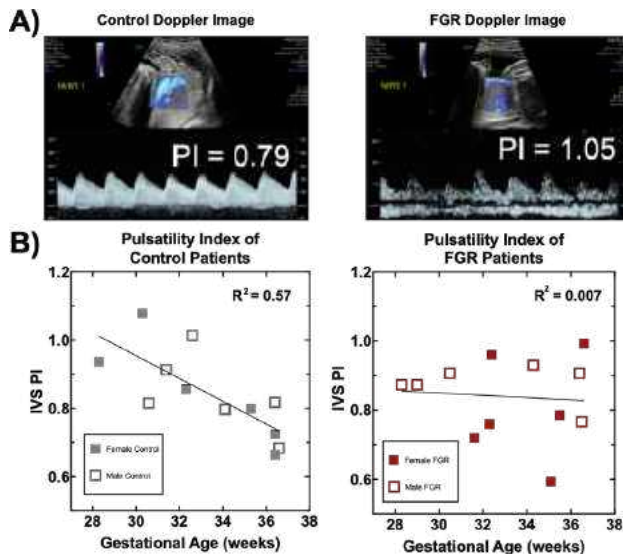 A)
Control Doppler Image
FGR Doppler Image
PI = 0.79
PI = 1.05
B)
Pulsatility Index of
Control Patients
Pulsatility Index of
FGR Patients
R² = 0.57
R² = 0.007
1.2
1.0
0.8
0.6
IVS PI
Female Control
Male Control
28 30 32 34 36 38
Gestational Age (weeks)
1.2
1.0
0.8
0.6
IVS PI
Female FGR
Male FGR
28 30 32 34 36 38
Gestational Age (weeks)